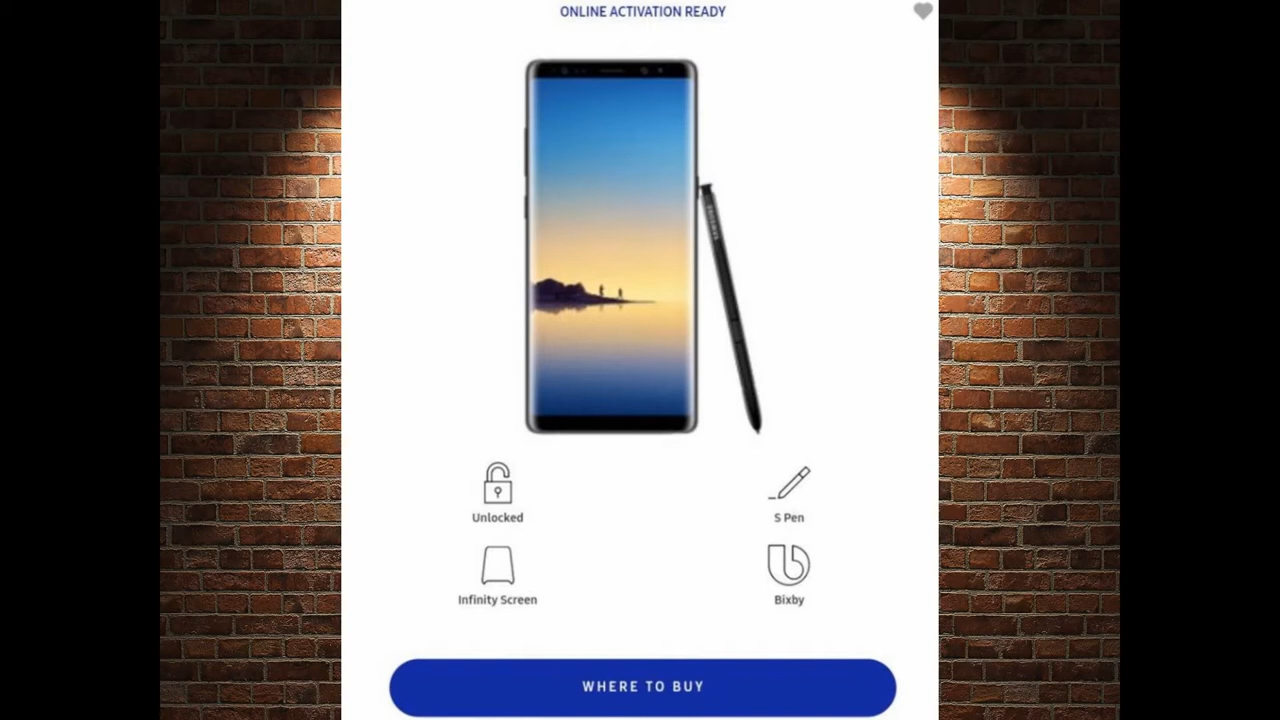 ONLINE ACTIVATION READY
Unlocked
S Pen
Infinity Screen
Bixby
WHERE TO BUY